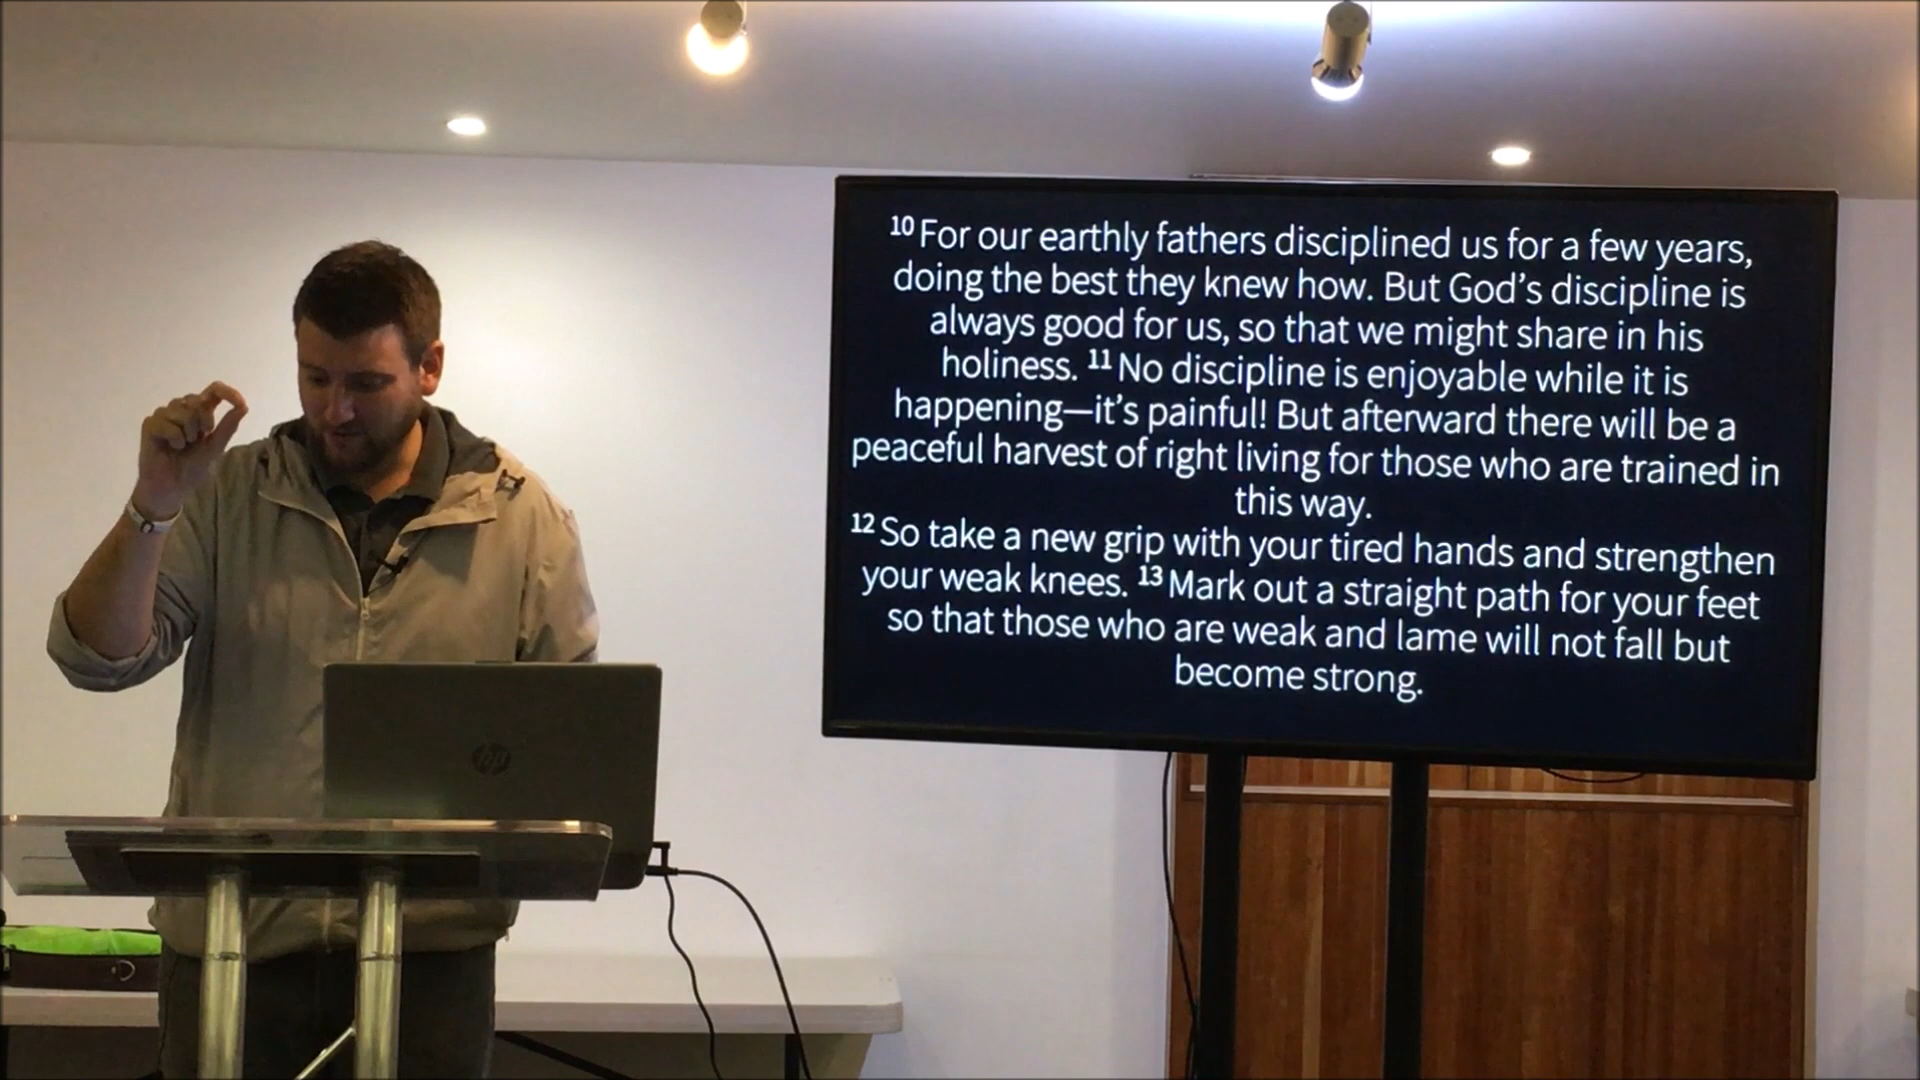 10 For our earthly fathers disciplined us for a few years,
doing the best they knew how. But God’s discipline is
always good for us, so that we might share in his
holiness. 11 No discipline is enjoyable while it is
happening—it’s painful! But afterward there will be a
peaceful harvest of right living for those who are trained in
this way.
12 So take a new grip with your tired hands and strengthen
your weak knees. 13 Mark out a straight path for your feet
so that those who are weak and lame will not fall but
become strong.
hp